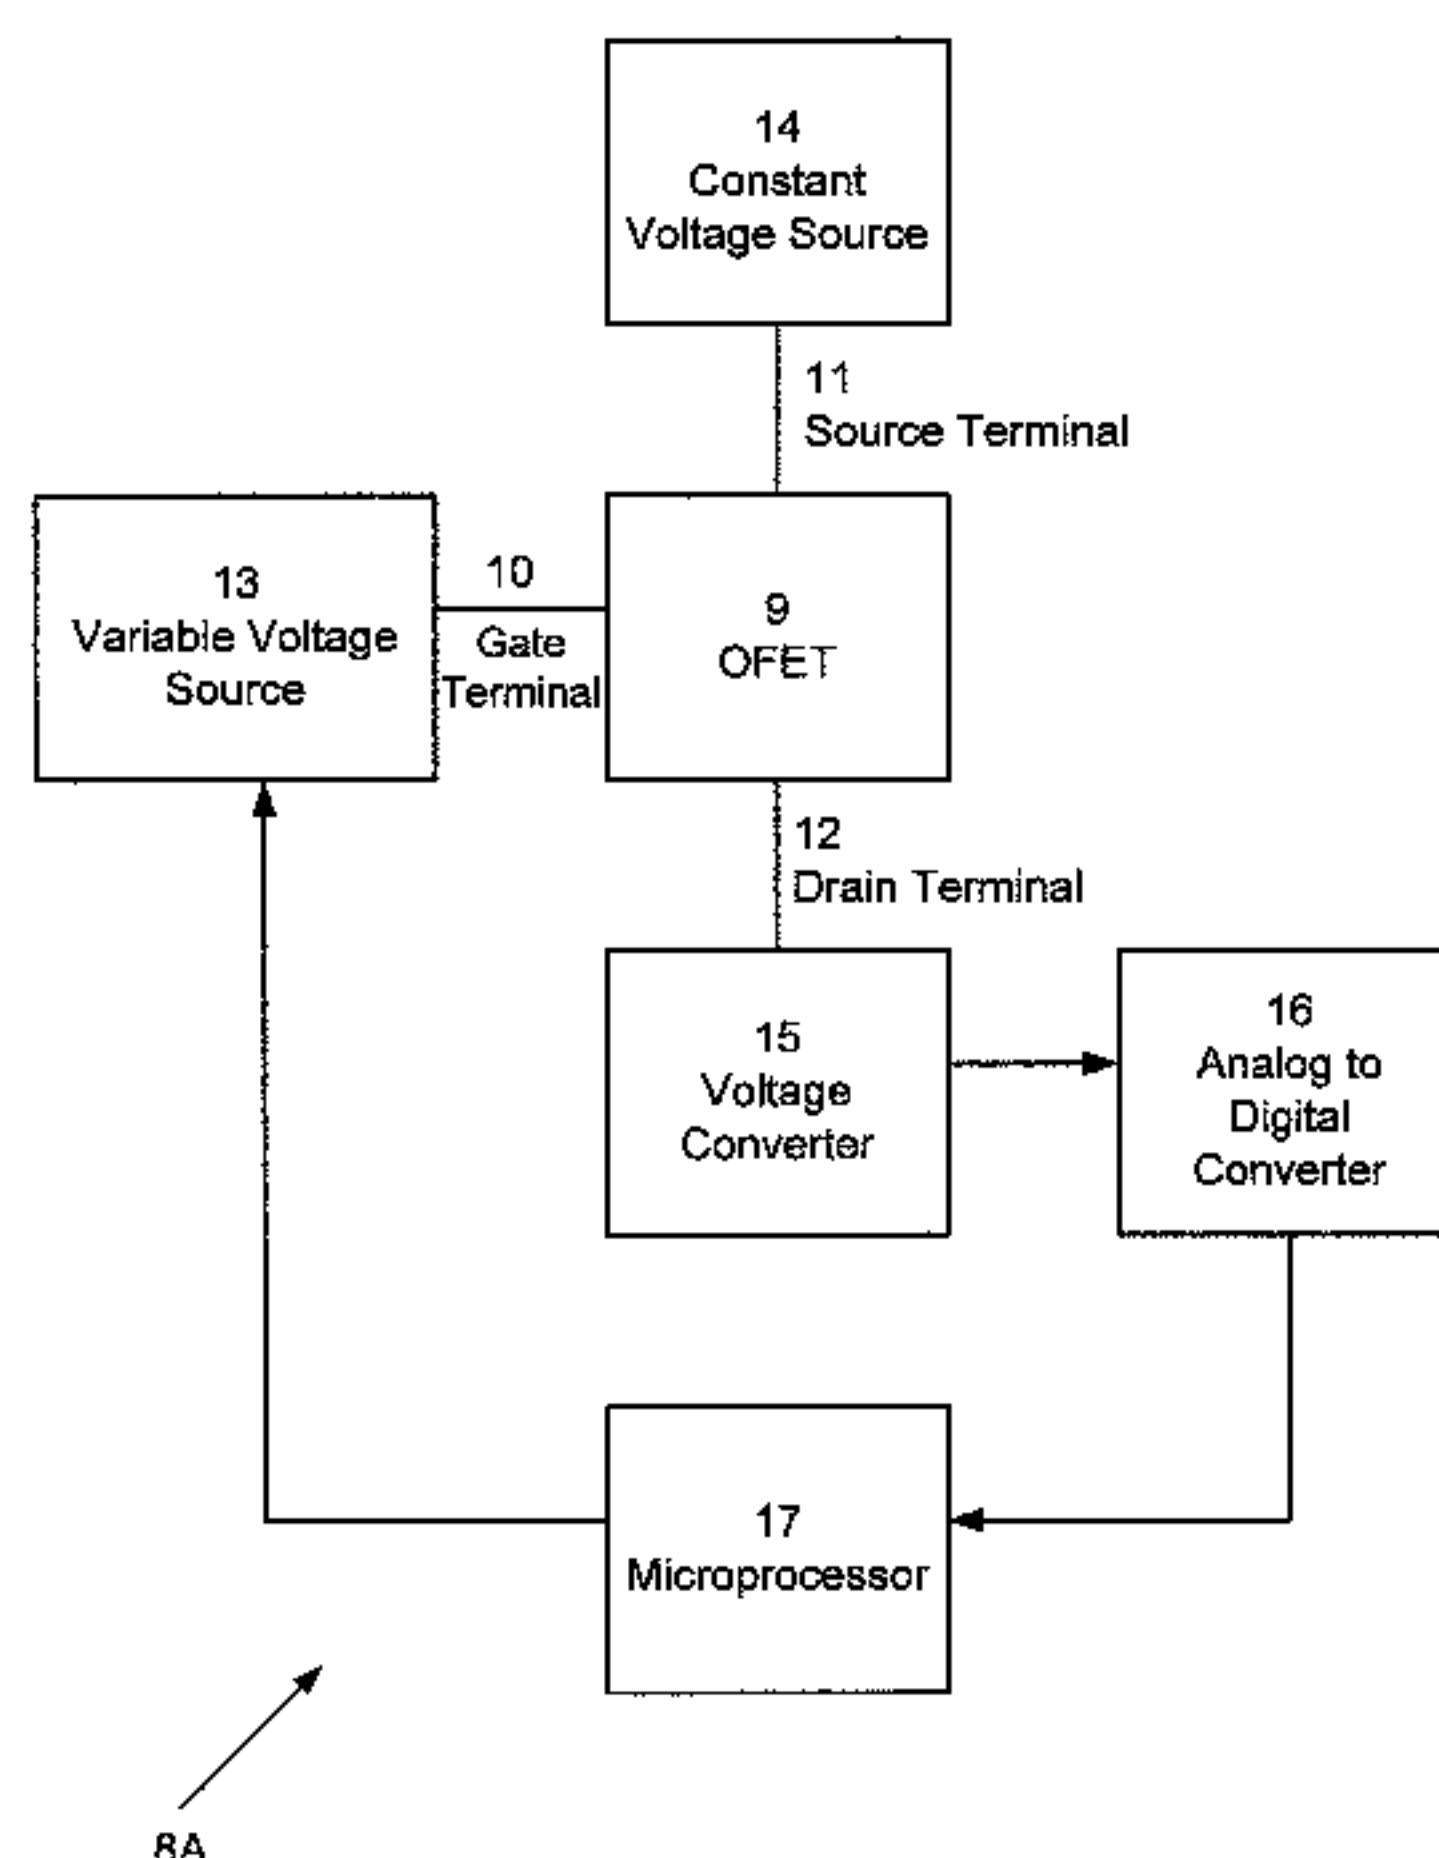 14
Constant
Voltage Source
11
Source Terminal
13
Variable Voltage
Source
10
Gate
Terminal
9
OFET
12
Drain Terminal
15
Voltage
Converter
16
Analog to
Digital
Converter
17
Microprocessor
8A